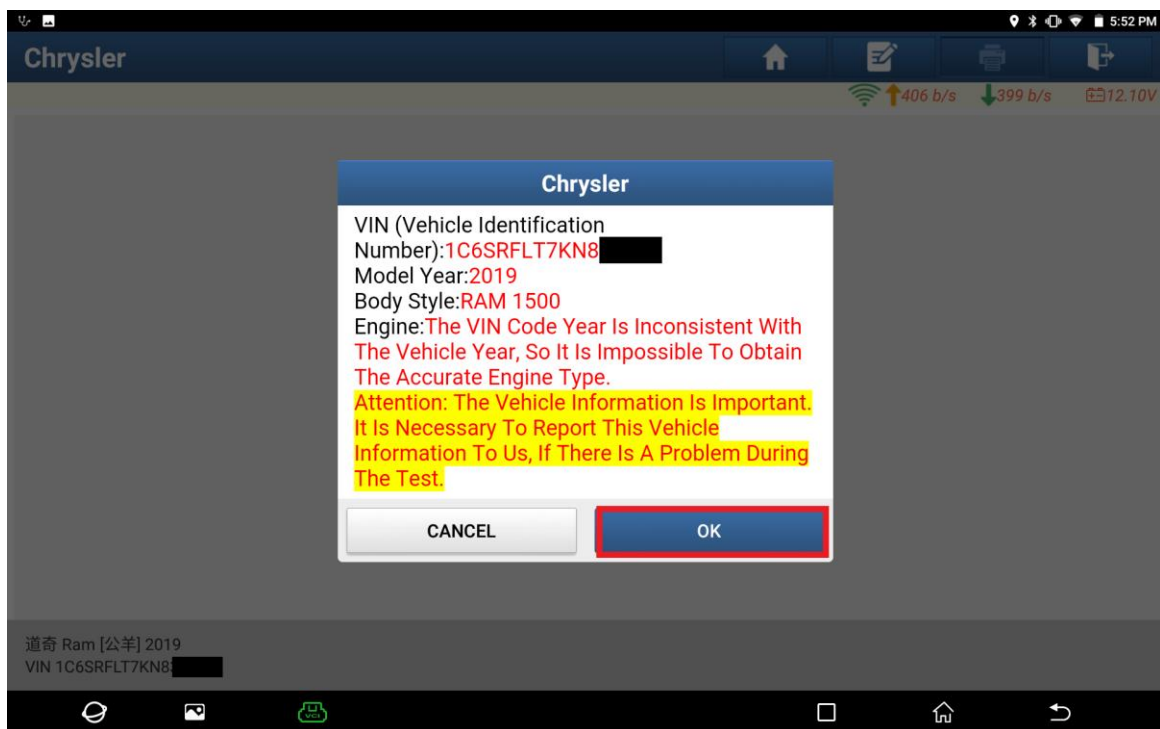 5:52 PM
Chrysler
406 b/s 399 b/s 12.10V
Chrysler
VIN (Vehicle Identification
Number):1C6SRFLT7KN8
Model Year:2019
Body Style:RAM 1500
Engine:The VIN Code Year Is Inconsistent With
The Vehicle Year, So It Is Impossible To Obtain
The Accurate Engine Type.
Attention: The Vehicle Information Is Important.
It Is Necessary To Report This Vehicle
Information To Us, If There Is A Problem During
The Test.
CANCEL OK
道奇 Ram [公羊] 2019
VIN 1C6SRFLT7KN8
VCI